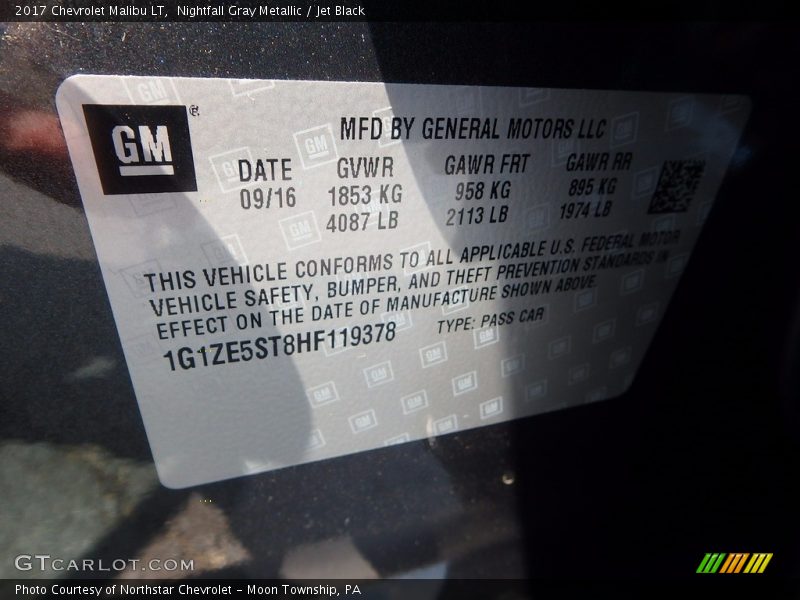 2017 Chevrolet Malibu LT, Nightfall Gray Metallic / Jet Black
GM®
MFD BY GENERAL MOTORS LLC
DATE GVWR GAWR FRT GAWR RR
09/16 1853 KG 958 KG 895 KG
4087 LB 2113 LB 1974 LB
THIS VEHICLE CONFORMS TO ALL APPLICABLE U.S. FEDERAL MOTOR
VEHICLE SAFETY, BUMPER, AND THEFT PREVENTION STANDARDS IN
EFFECT ON THE DATE OF MANUFACTURE SHOWN ABOVE.
1G1ZE5ST8HF119378 TYPE: PASS CAR
GTCARLOT.COM
Photo Courtesy of Northstar Chevrolet - Moon Township, PA